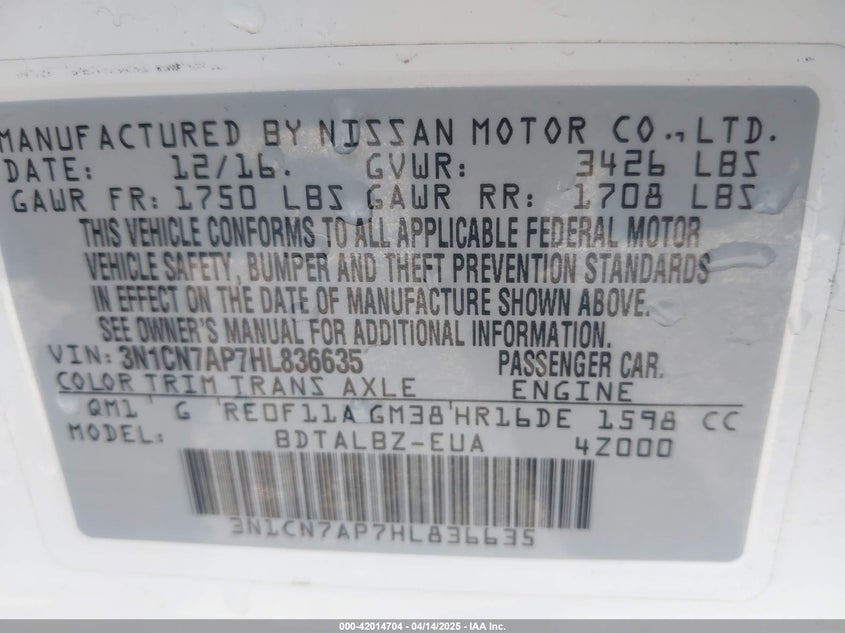 MANUFACTURED BY NISSAN MOTOR CO., LTD.
DATE: 12/16. GVWR: 3426 LBS
GAWR FR: 1750 LBS GAWR RR: 1708 LBS
THIS VEHICLE CONFORMS TO ALL APPLICABLE FEDERAL MOTOR
VEHICLE SAFETY, BUMPER AND THEFT PREVENTION STANDARDS
IN EFFECT ON THE DATE OF MANUFACTURE SHOWN ABOVE.
SEE OWNER'S MANUAL FOR ADDITIONAL INFORMATION.
VIN: 3N1CN7AP7HL836635 PASSENGER CAR.
COLOR TRIM TRANS AXLE ENGINE
QM1 G RE0F11A GM38 HR16DE 1598 CC
MODEL: BDTALBZ-EUA 4Z000
3N1CN7AP7HL836635
000-42014704 | 04/14/2025 - IAA Inc.